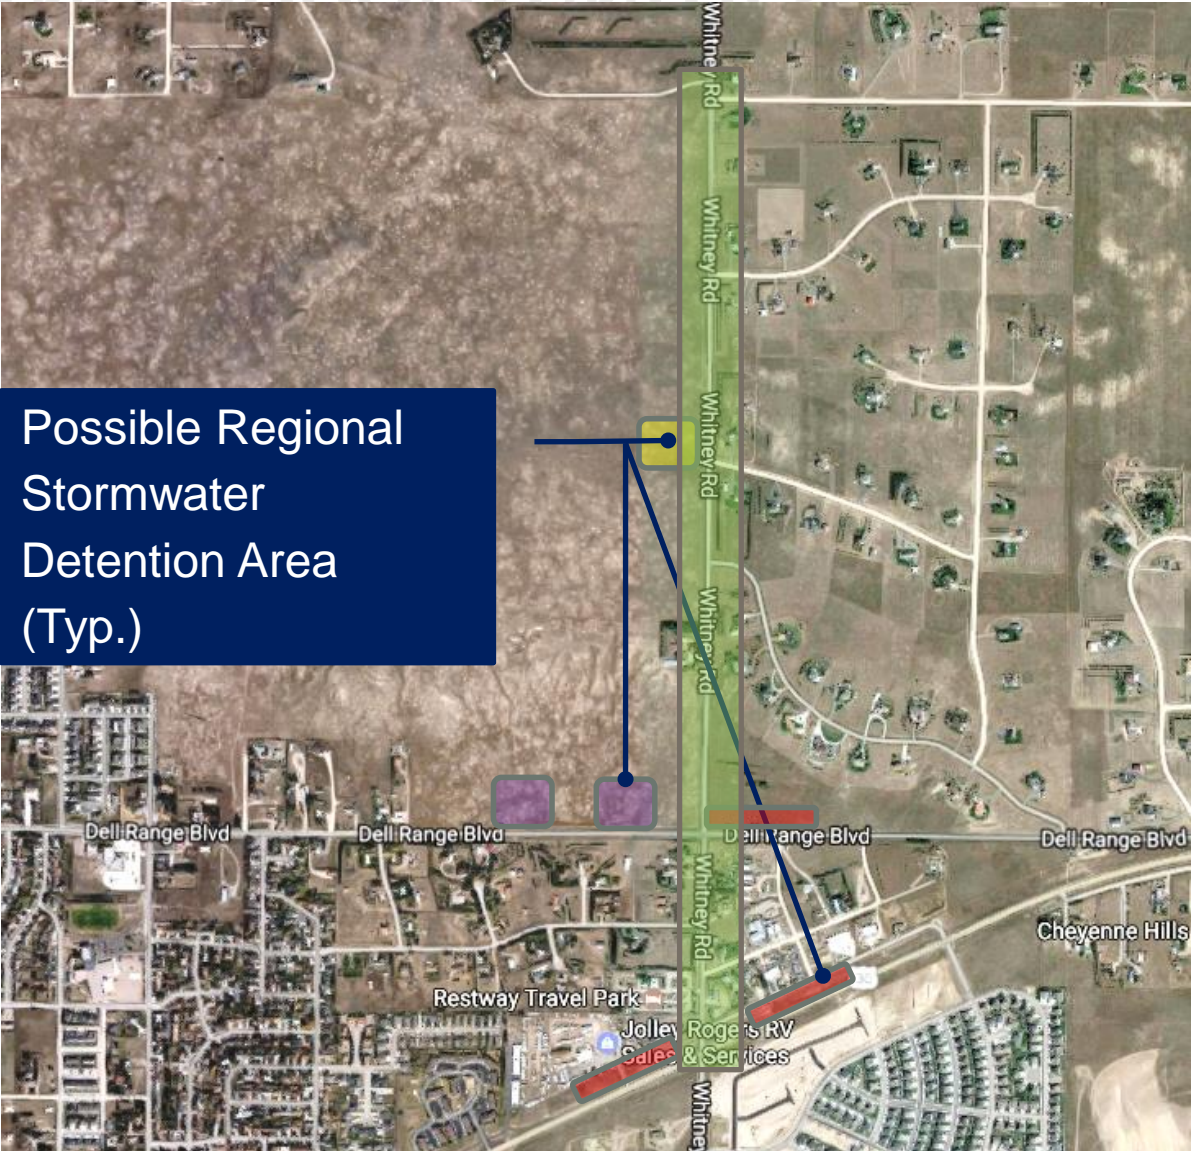 Whitney Rd
Whitney Rd
Possible Regional
Stormwater
Detention Area
(Typ.)
Whitney Rd
Whitney Rd
Dell Range Blvd
Dell Range Blvd
Dell Range Blvd
Dell Range Blvd
Whitney Rd
Cheyenne Hills
Restway Travel Park
Jolley Rogers RV
Sales & Services
Whitne